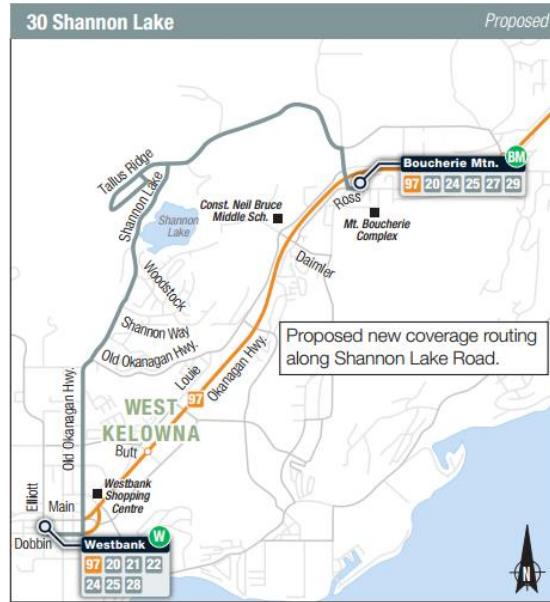 30 Shannon Lake
Proposed
Tallus Ridge
Shannon Lake
Shannon
Lake
Const. Neil Bruce
Middle Sch.
Ross
Boucherie Mtn.
BM
97 20 24 25 27 29
Mt. Boucherie
Complex
Daimler
Woodstock
Shannon Way
Old Okanagan Hwy.
Proposed new coverage routing
along Shannon Lake Road.
Louie
Okanagan Hwy.
97
WEST
KELOWNA
Old Okanagan Hwy.
Butt
Westbank
Shopping
Centre
Elliott
Main
Dobbin
Westbank
W
97 20 21 22
24 25 28
N